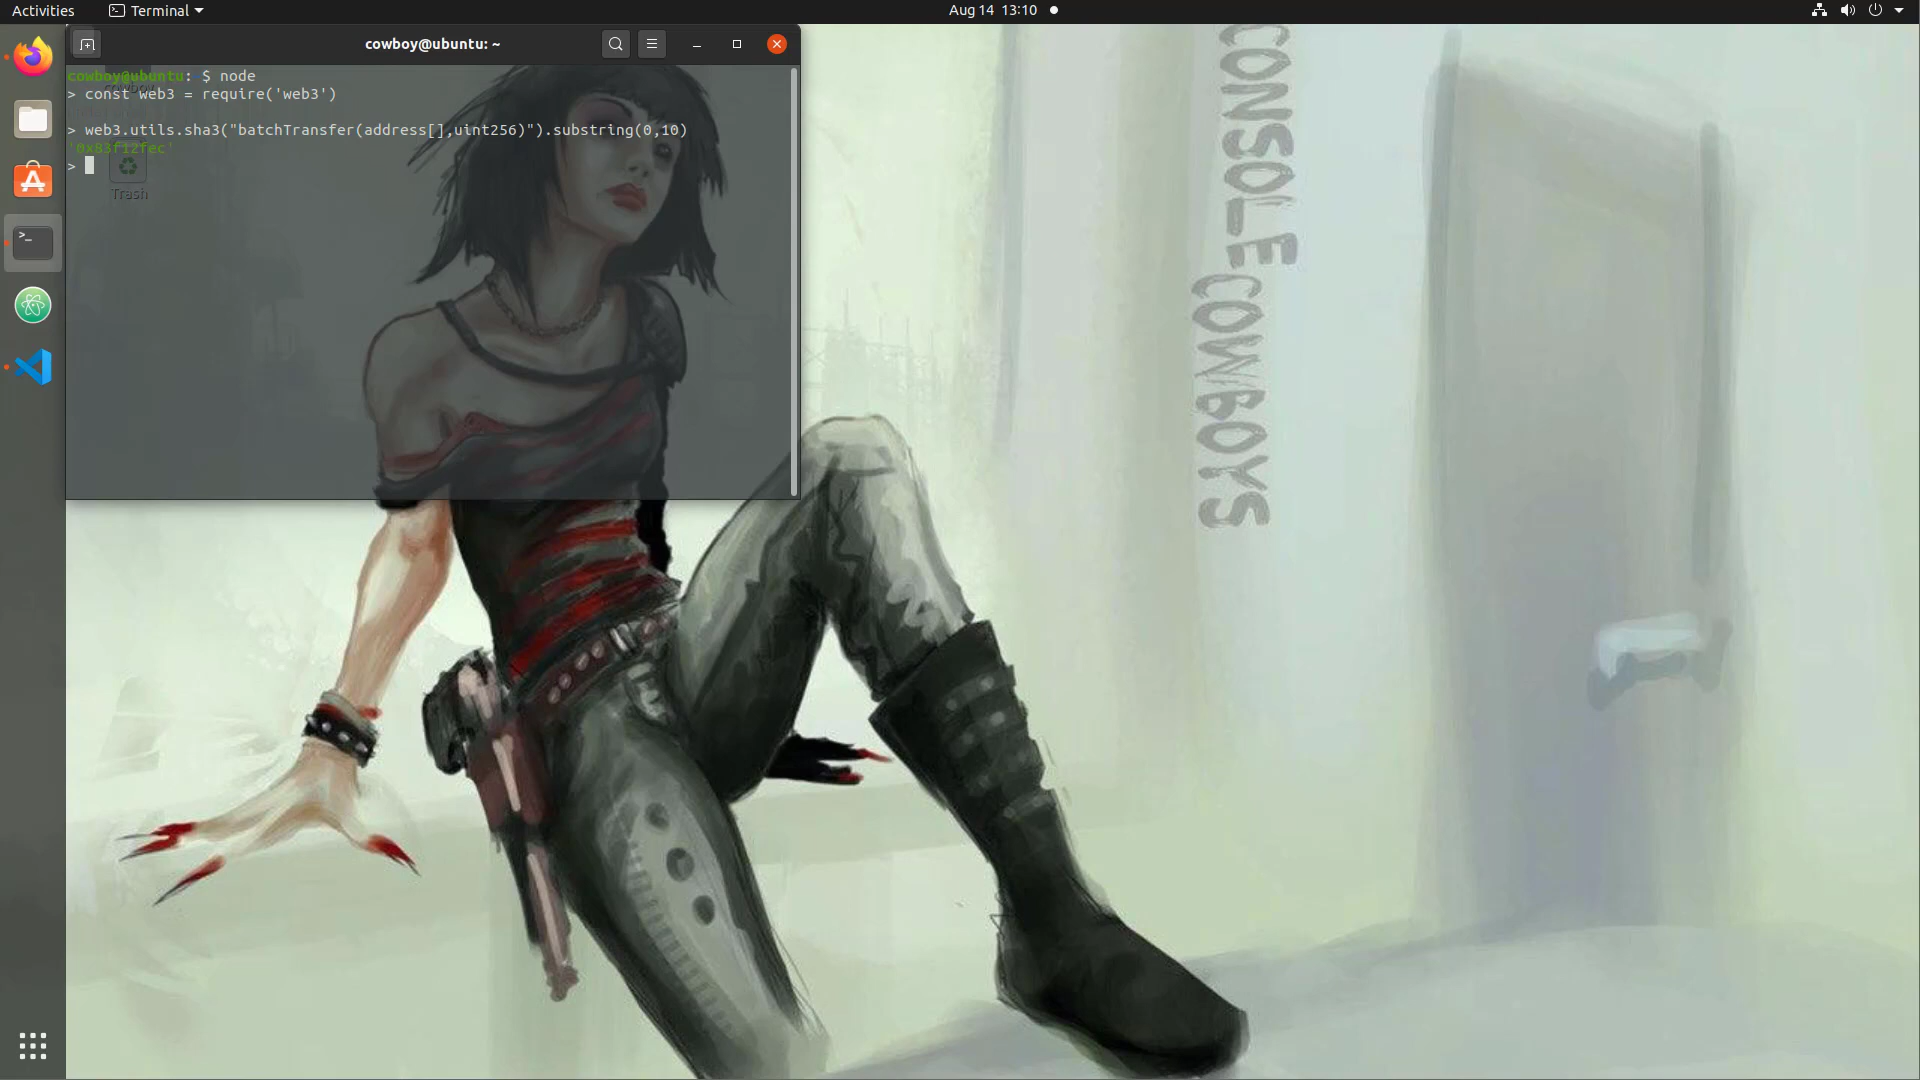 Activities
Terminal
Aug 14 13:10
cowboy@ubuntu: ~
cowboy@ubuntu: $ node
> const web3 = require('web3')
> web3.utils.sha3("batchTransfer(address[],uint256)").substring(0,10)
'0x83f12fec'
>
cowboy
Trash
CONSOLE COWBOYS